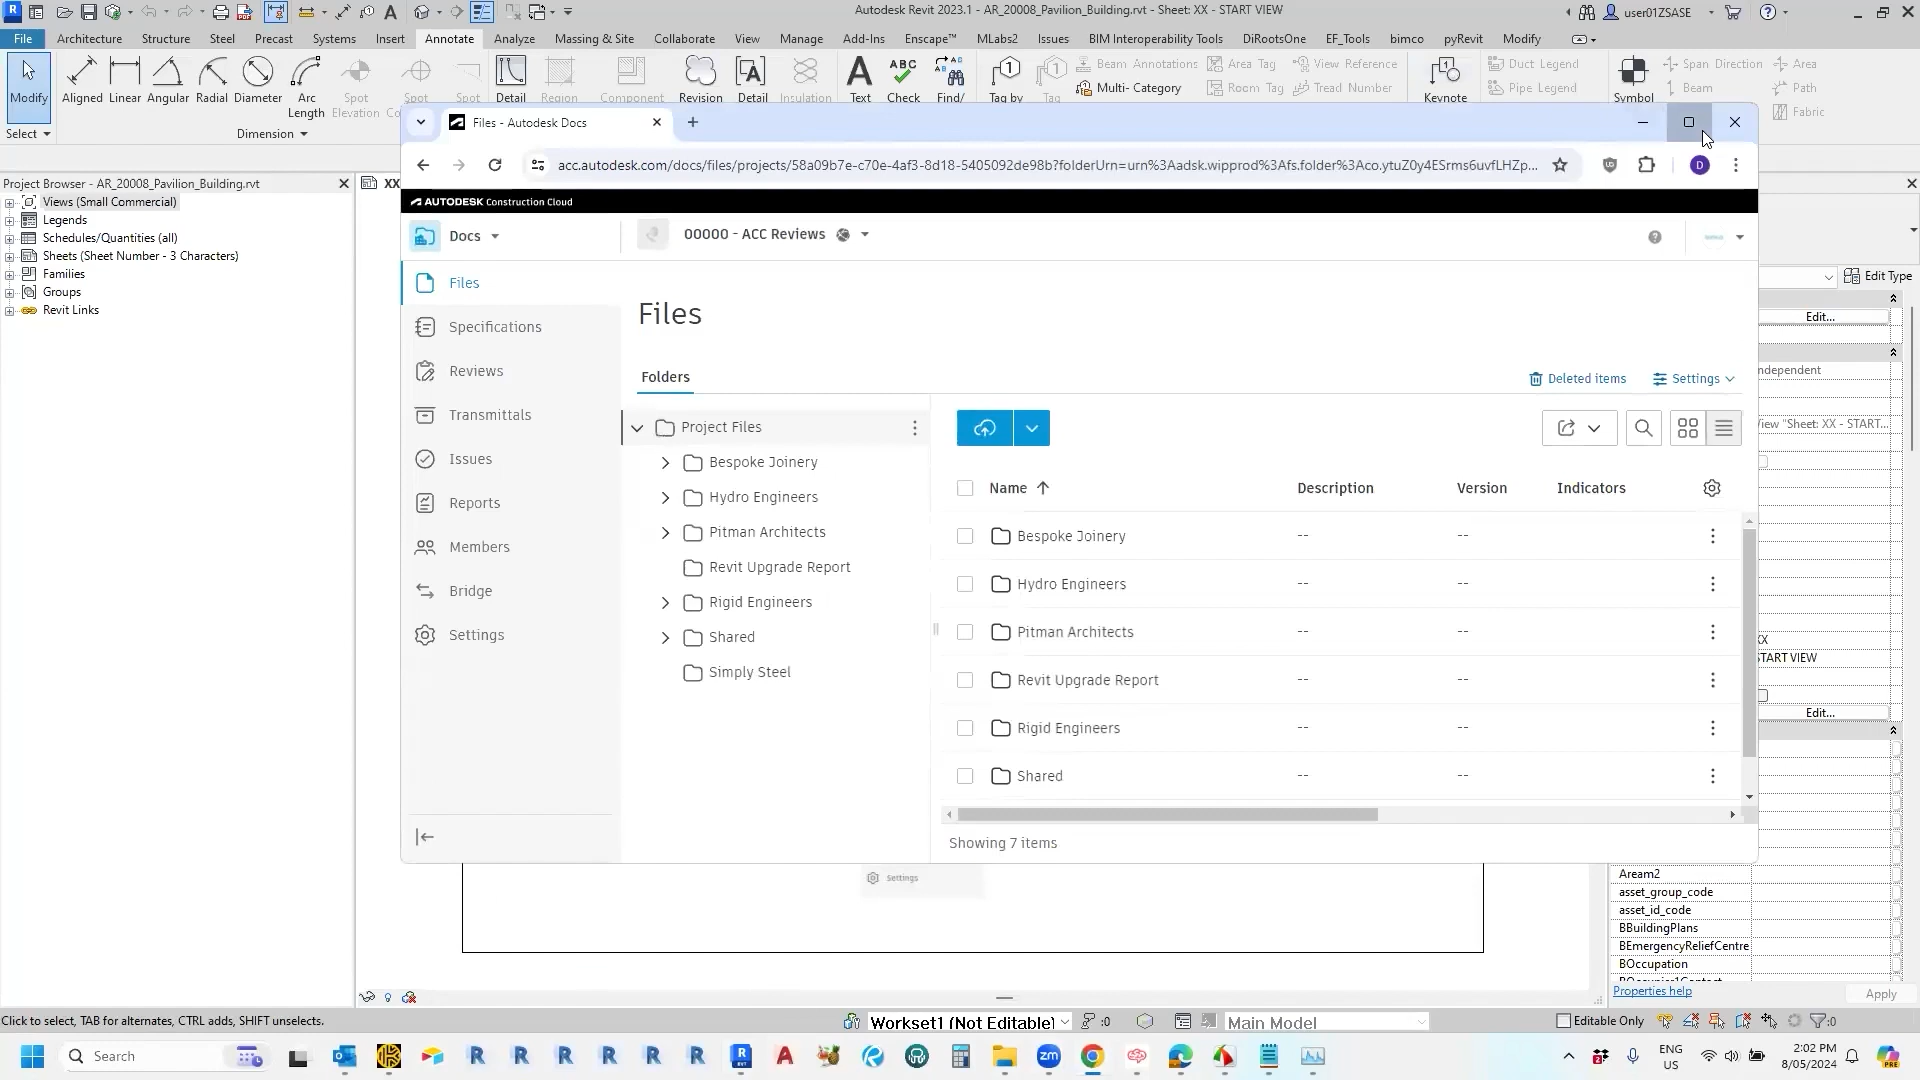 Autodesk Revit 2023.1 - AR_20008_Pavilion_Building.rvt - Sheet: XX - START VIEW
user01ZSASE
File Architecture Structure Steel Precast Systems Insert Annotate Analyze Massing & Site Collaborate View Manage Add-Ins Enscape™ MLabs2 Issues BIM Interoperability Tools DiRootsOne EF_Tools bimco pyRevit Modify
Beam Annotations Area Tag View Reference Duct Legend Span Direction Area
Modify Aligned Linear Angular Radial Diameter Arc Length Spot Elevation Spot Spot Detail Region Component Revision Detail Insulation Text Check Find/ Tag by Tag Multi- Category Room Tag Tread Number Keynote Pipe Legend Symbol Beam Path
Fabric
Select Dimension
Files - Autodesk Docs
acc.autodesk.com/docs/files/projects/58a09b7e-c70e-4af3-8d18-5405092de98b?folderUrn=urn%3Aadsk.wipprod%3Afs.folder%3Aco.ytuZ0y4ESrms6uvfLHZp...
D
Project Browser - AR_20008_Pavilion_Building.rvt
XX
Views (Small Commercial)
Legends
Schedules/Quantities (all)
Sheets (Sheet Number - 3 Characters)
Families
Groups
Revit Links
AUTODESK Construction Cloud
Docs
00000 - ACC Reviews
Files
Specifications
Reviews
Transmittals
Issues
Reports
Members
Bridge
Settings
Files
Folders
Deleted items
Settings
Project Files
Bespoke Joinery
Hydro Engineers
Pitman Architects
Revit Upgrade Report
Rigid Engineers
Shared
Simply Steel
Name Description Version Indicators
Bespoke Joinery -- --
Hydro Engineers -- --
Pitman Architects -- --
Revit Upgrade Report -- --
Rigid Engineers -- --
Shared -- --
Showing 7 items
Settings
Edit Type
Edit...
ndependent
View "Sheet: XX - START...
XX
START VIEW
Edit...
Aream2
asset_group_code
asset_id_code
BBuildingPlans
BEmergencyReliefCentre
BOccupation
Properties help
Apply
Click to select, TAB for alternates, CTRL adds, SHIFT unselects.
Workset1 (Not Editable)
:0
Main Model
Editable Only
:0
Search
ENG
US
2:02 PM
8/05/2024